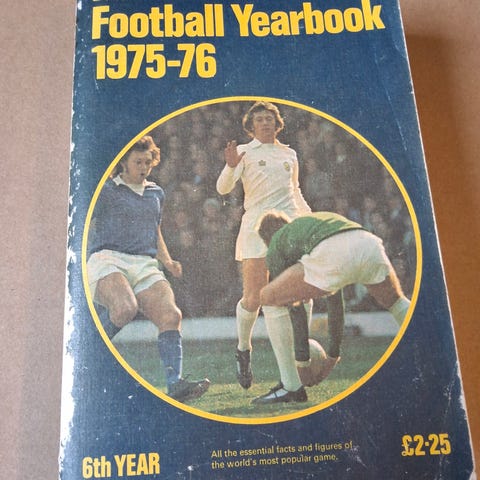 Football Yearbook
1975-76
6th YEAR
All the essential facts and figures of
the world's most popular game.
£2·25